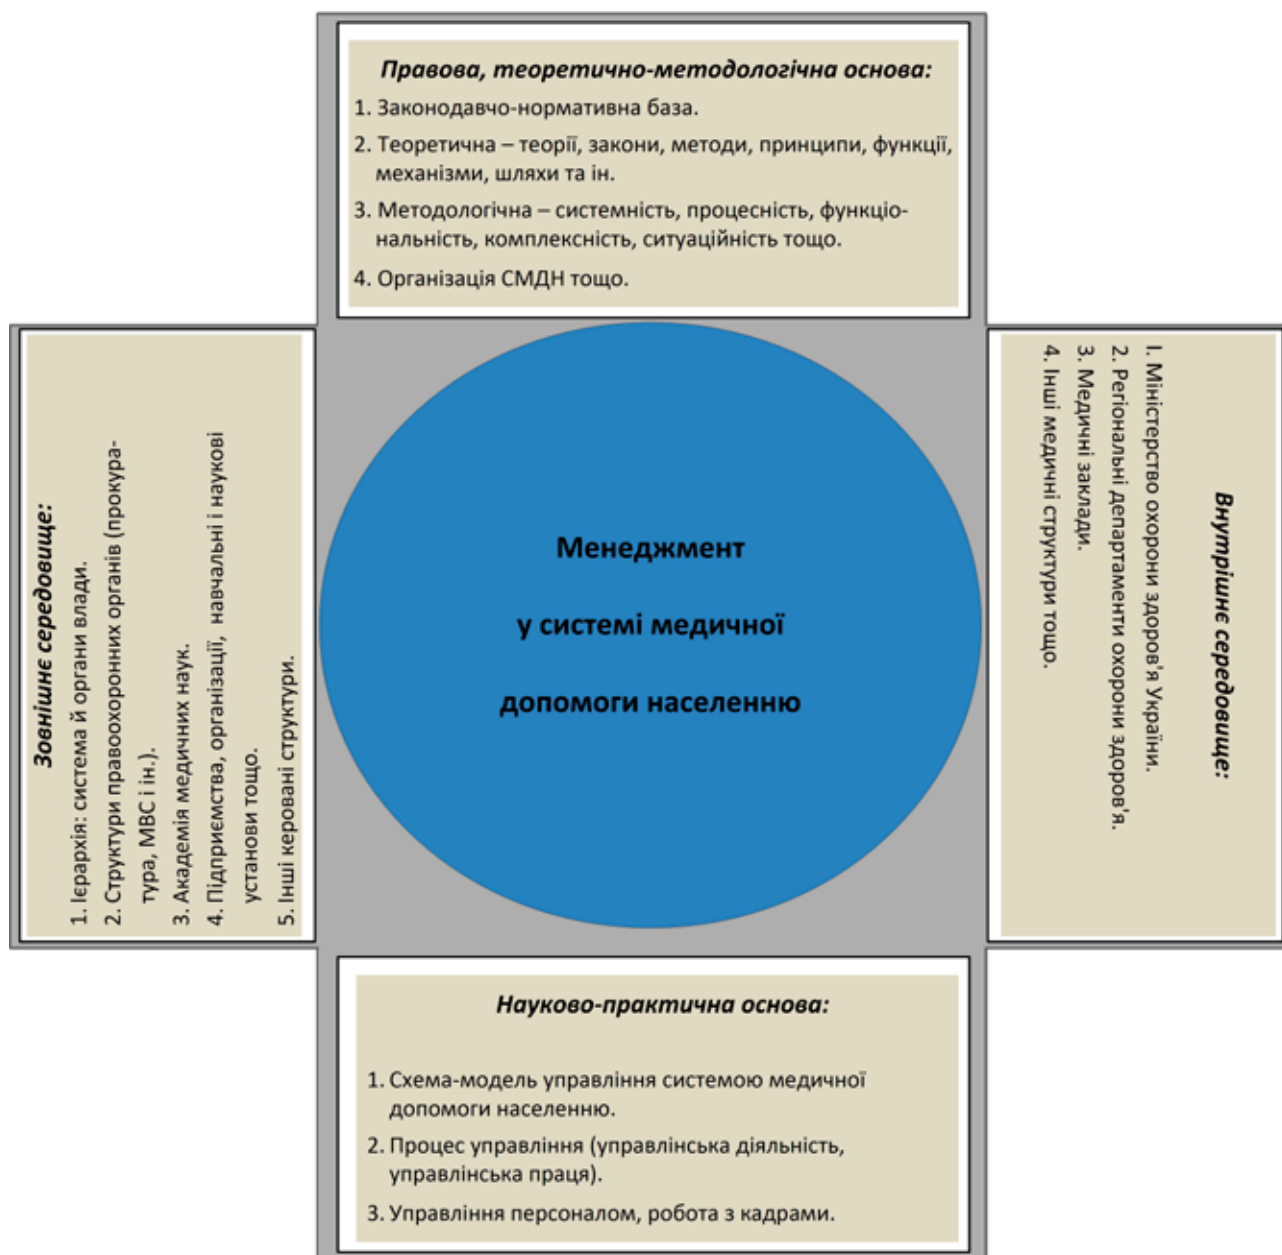 Правова, теоретично-методологічна основа:
1. Законодавчо-нормативна база.
2. Теоретична – теорії, закони, методи, принципи, функції,
механізми, шляхи та ін.
3. Методологічна – системність, процесність, функціо-
нальність, комплексність, ситуаційність тощо.
4. Організація СМДН тощо.
Зовнішнє середовище:
1. Ієрархія: система й органи влади.
2. Структури правоохоронних органів (прокура-
тура, МВС і ін.).
3. Академія медичних наук.
4. Підприємства, організації, навчальні і наукові
установи тощо.
5. Інші керовані структури.
Менеджмент
у системі медичної
допомоги населенню
Внутрішнє середовище:
І. Міністерство охорони здоров'я України.
2. Регіональні департаменти охорони здоров'я.
3. Медичні заклади.
4. Інші медичні структури тощо.
Науково-практична основа:
1. Схема-модель управління системою медичної
допомоги населенню.
2. Процес управління (управлінська діяльність,
управлінська праця).
3. Управління персоналом, робота з кадрами.